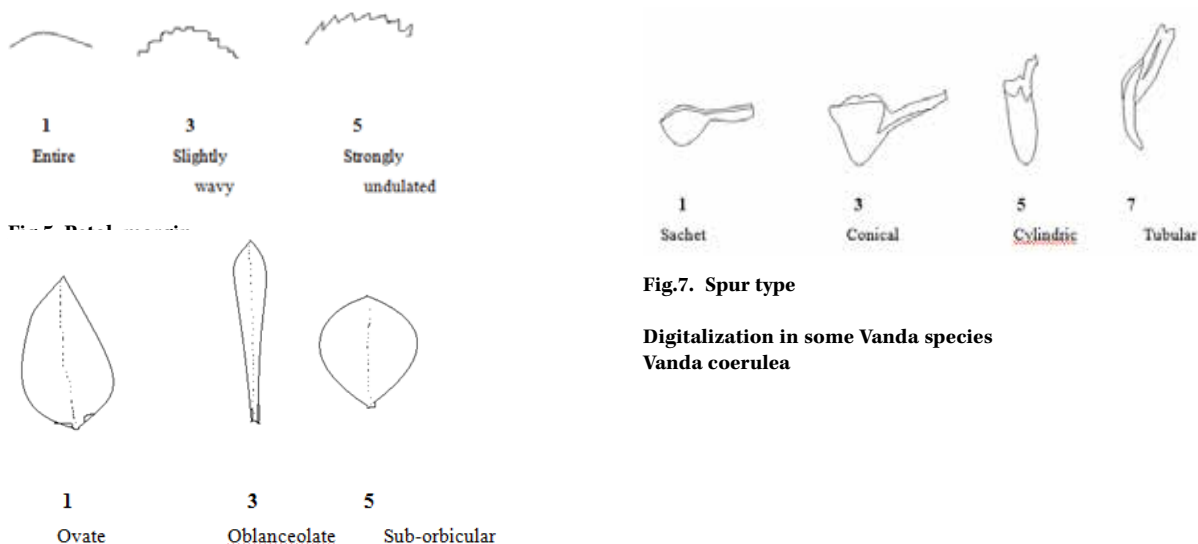 1 3 5
Entire Slightly Strongly
wavy undulated
1 3 5
Ovate Oblanceolate Sub-orbicular
1 3 5 7
Sachet Conical Cylindric Tubular
Fig.7. Spur type
Digitalization in some Vanda species
Vanda coerulea